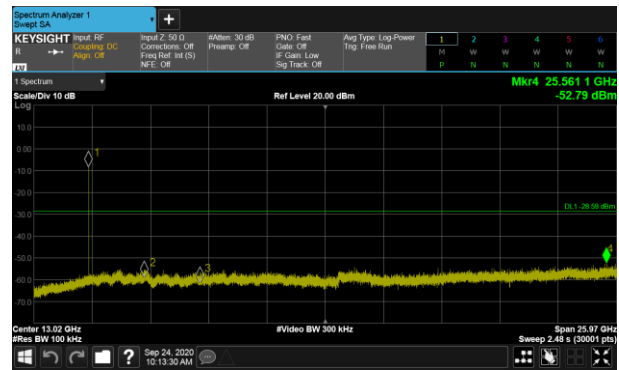 Spectrum Analyzer 1
Swept SA
KEYSIGHT Input: RF Input Z: 50 Ω #Atten: 30 dB PNO: Fast Avg Type: Log-Power 1 2 3 4 5 6
R Coupling: DC Corrections: Off Preamp: Off Gate: Off Trig: Free Run M W W W W W
Align: Off Freq Ref: Int (S) IF Gain: Low P N N N N N
LXI NFE: Off Sig Track: Off
1 Spectrum Mkr4 25.561 1 GHz
Scale/Div 10 dB Ref Level 20.00 dBm -52.79 dBm
Log
10.0
0.00
1
-10.0
-20.0
DL1 -28.59 dBm
-30.0
-40.0
4
-50.0
2 3
-60.0
-70.0
Center 13.02 GHz #Video BW 300 kHz Span 25.97 GHz
#Res BW 100 kHz Sweep 2.48 s (30001 pts)
? Sep 24, 2020
10:13:30 AM